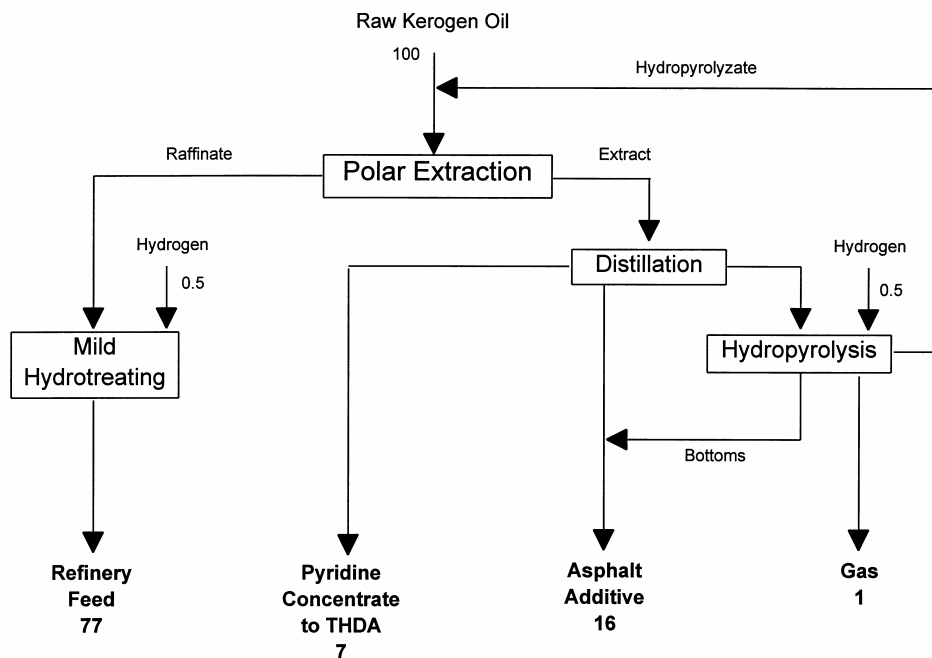 Raw Kerogen Oil
100
Hydropyrolyzate
Raffinate
Extract
Polar Extraction
Hydrogen
0.5
Distillation
Hydrogen
0.5
Mild
Hydrotreating
Hydropyrolysis
Bottoms
Refinery
Feed
77
Pyridine
Concentrate
to THDA
7
Asphalt
Additive
16
Gas
1